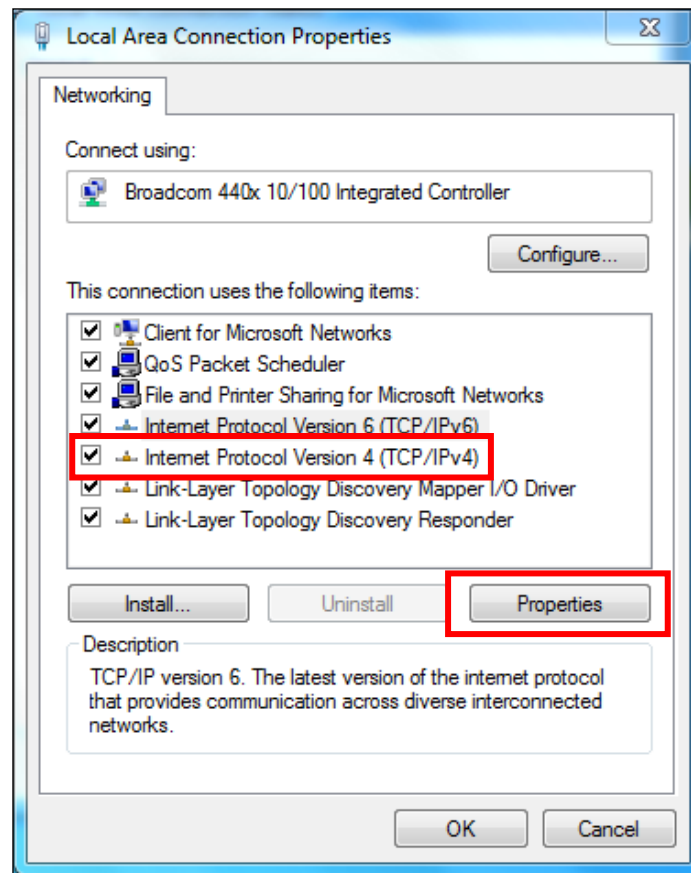 Local Area Connection Properties
Networking
Connect using:
Broadcom 440x 10/100 Integrated Controller
Configure...
This connection uses the following items:
Client for Microsoft Networks
QoS Packet Scheduler
File and Printer Sharing for Microsoft Networks
Internet Protocol Version 6 (TCP/IPv6)
Internet Protocol Version 4 (TCP/IPv4)
Link-Layer Topology Discovery Mapper I/O Driver
Link-Layer Topology Discovery Responder
Install...
Uninstall
Properties
Description
TCP/IP version 6. The latest version of the internet protocol
that provides communication across diverse interconnected
networks.
OK
Cancel